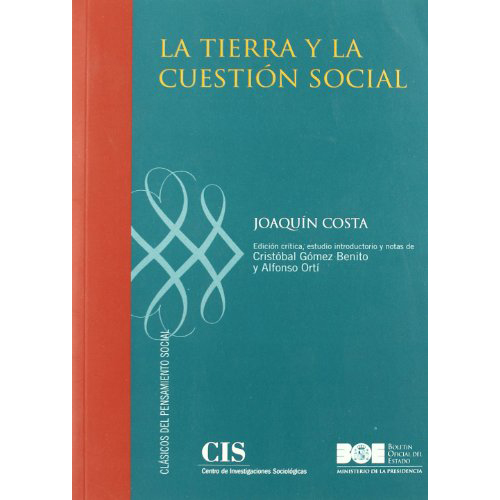 LA TIERRA Y LA
CUESTIÓN SOCIAL
JOAQUÍN COSTA
Edición crítica, estudio introductorio y notas de
Cristóbal Gómez Benito
y Alfonso Ortí
CLÁSICOS DEL PENSAMIENTO SOCIAL
CIS
Centro de Investigaciones Sociológicas
BOE
BOLETÍN
OFICIAL DEL
ESTADO
MINISTERIO DE LA PRESIDENCIA